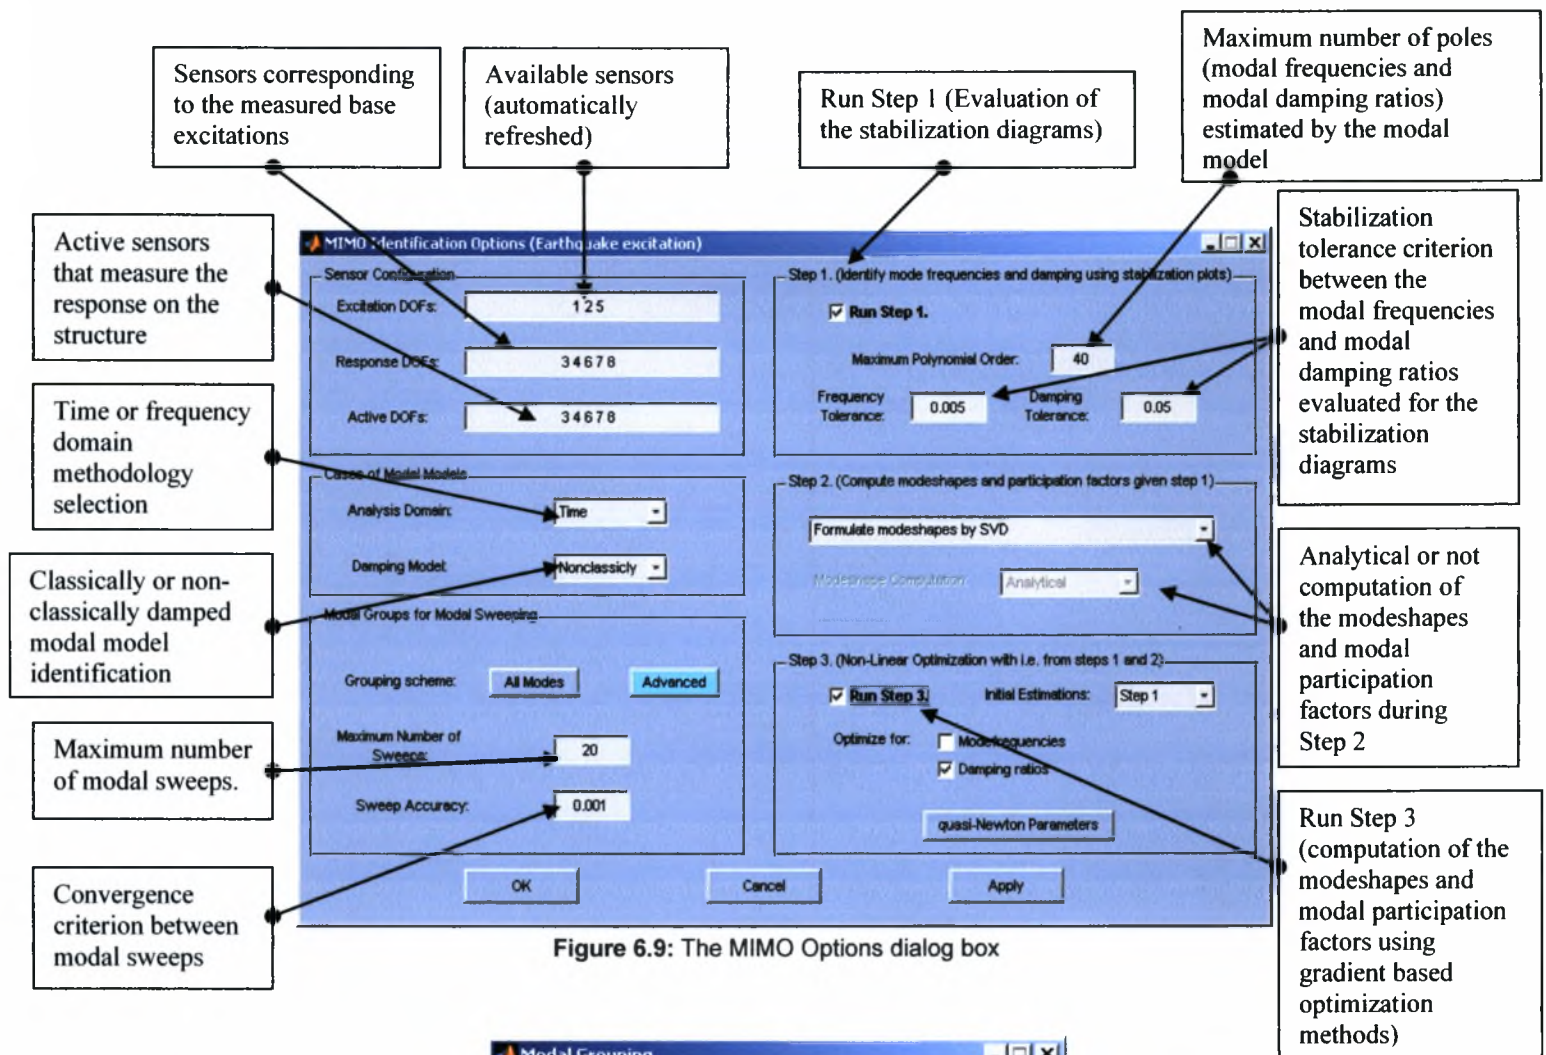 Maximum number of poles
(modal frequencies and
modal damping ratios)
estimated by the modal
model
Sensors corresponding
to the measured base
excitations
Available sensors
(automatically
refreshed)
Run Step 1 (Evaluation of
the stabilization diagrams)
Active sensors
that measure the
response on the
structure
Time or frequency
domain
methodology
selection
Classically or non-
classically damped
modal model
identification
Maximum number
of modal sweeps.
Convergence
criterion between
modal sweeps
MIMO Identification Options (Earthquake excitation)
Sensor Configuration
Excitation DOFs:
1 2 5
Response DOFs:
3 4 6 7 8
Active DOFs:
3 4 6 7 8
Cases of Modal Models
Analysis Domain:
Time
Damping Model:
Nonclassicly
Modal Groups for Modal Sweeping
Grouping scheme:
All Modes
Advanced
Maximum Number of
Sweeps:
20
Sweep Accuracy:
0.001
Step 1. (Identify mode frequencies and damping using stabilization plots)
Run Step 1.
Maximum Polynomial Order:
40
Frequency
Tolerance:
0.005
Damping
Tolerance:
0.05
Step 2. (Compute modeshapes and participation factors given step 1)
Formulate modeshapes by SVD
Modeshape Computation:
Analytical
Step 3. (Non-Linear Optimization with i.e. from steps 1 and 2)
Run Step 3.
Initial Estimations:
Step 1
Optimize for:
Modefrequencies
Damping ratios
quasi-Newton Parameters
OK
Cancel
Apply
Stabilization
tolerance criterion
between the
modal frequencies
and modal
damping ratios
evaluated for the
stabilization
diagrams
Analytical or not
computation of
the modeshapes
and modal
participation
factors during
Step 2
Run Step 3
(computation of the
modeshapes and
modal participation
factors using
gradient based
optimization
methods)
Figure 6.9: The MIMO Options dialog box
Modal Grouping